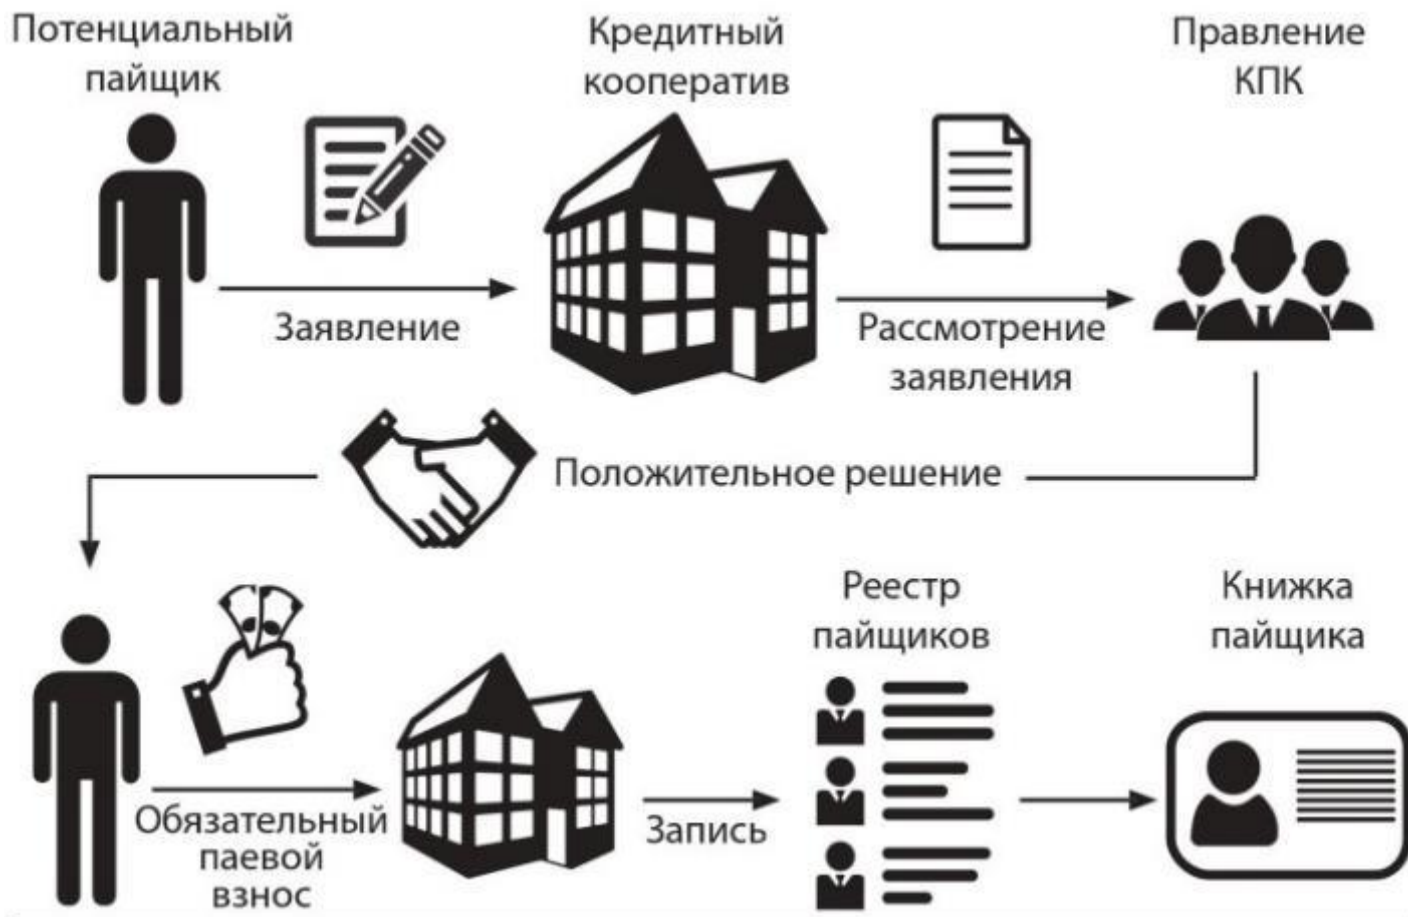 Потенциальный
пайщик
Кредитный
кооператив
Правление
КПК
Заявление
Рассмотрение
заявления
Положительное решение
Реестр
пайщиков
Книжка
пайщика
Обязательный
паевой
взнос
Запись